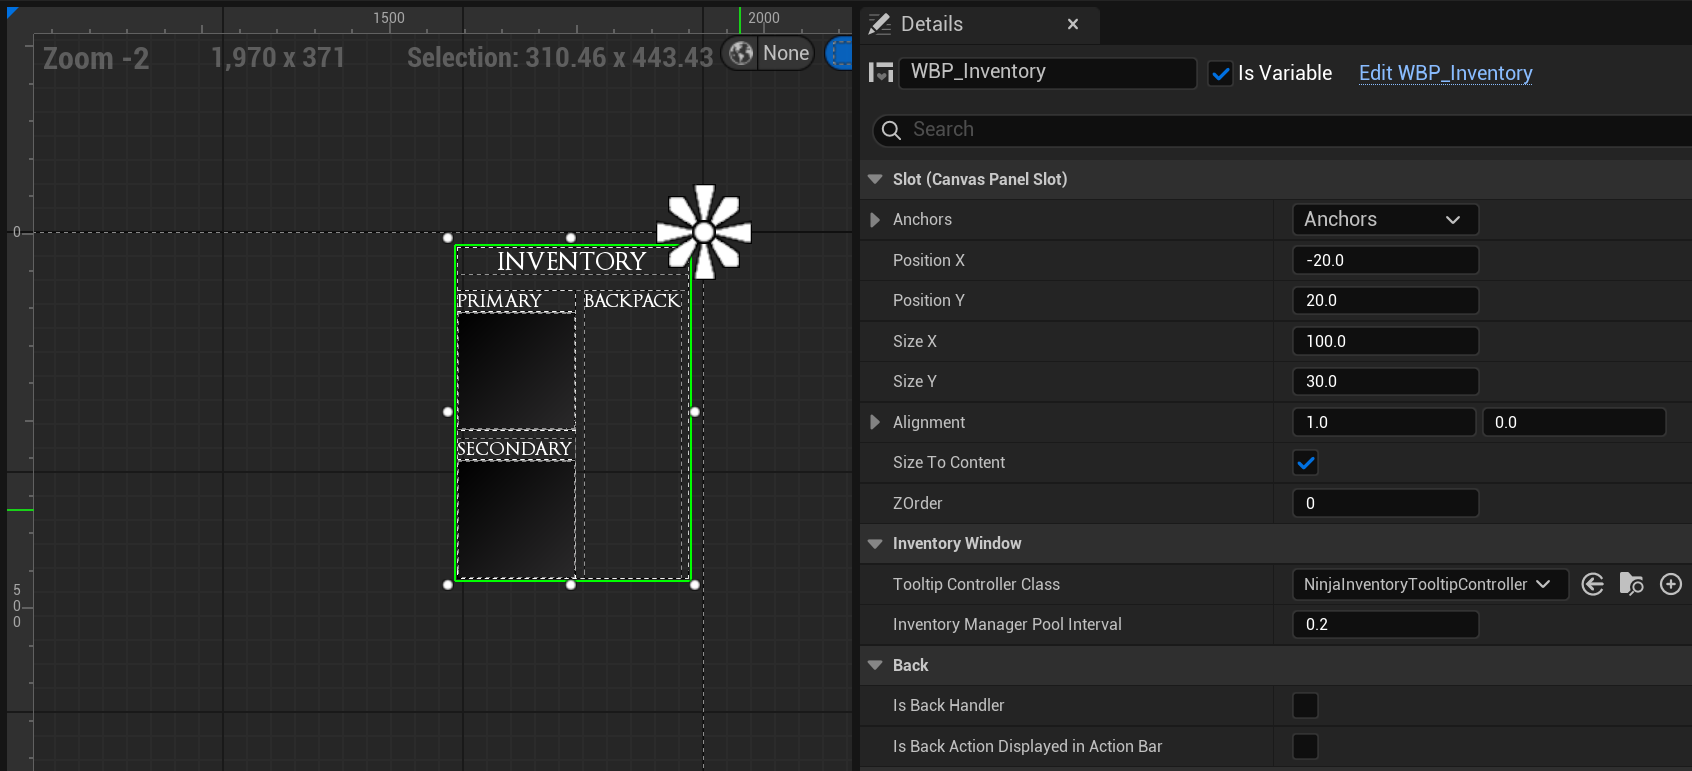 1500
2000
Zoom -2
1,970 x 371
Selection: 310.46 x 443.43
None
0
INVENTORY
PRIMARY
BACKPACK
SECONDARY
5
0
0
Details
WBP_Inventory
Is Variable
Edit WBP_Inventory
Search
Slot (Canvas Panel Slot)
Anchors
Anchors
Position X
-20.0
Position Y
20.0
Size X
100.0
Size Y
30.0
Alignment
1.0
0.0
Size To Content
ZOrder
0
Inventory Window
Tooltip Controller Class
NinjaInventoryTooltipController
Inventory Manager Pool Interval
0.2
Back
Is Back Handler
Is Back Action Displayed in Action Bar